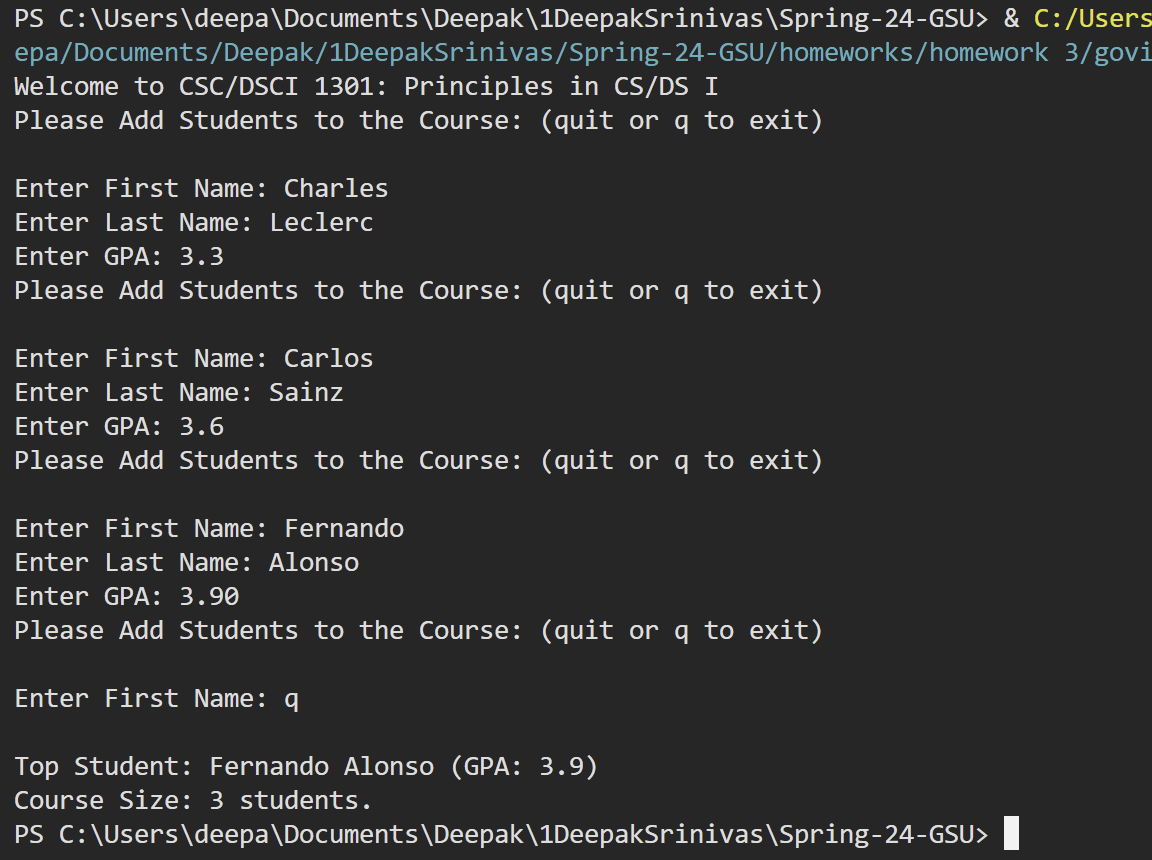 PS C:\Users\deepa\Documents\Deepak\1DeepakSrinivas\Spring-24-GSU> & C:/Users
epa/Documents/Deepak/1DeepakSrinivas/Spring-24-GSU/homeworks/homework 3/govi
Welcome to CSC/DSCI 1301: Principles in CS/DS I
Please Add Students to the Course: (quit or q to exit)
Enter First Name: Charles
Enter Last Name: Leclerc
Enter GPA: 3.3
Please Add Students to the Course: (quit or q to exit)
Enter First Name: Carlos
Enter Last Name: Sainz
Enter GPA: 3.6
Please Add Students to the Course: (quit or q to exit)
Enter First Name: Fernando
Enter Last Name: Alonso
Enter GPA: 3.90
Please Add Students to the Course: (quit or q to exit)
Enter First Name: q
Top Student: Fernando Alonso (GPA: 3.9)
Course Size: 3 students.
PS C:\Users\deepa\Documents\Deepak\1DeepakSrinivas\Spring-24-GSU>